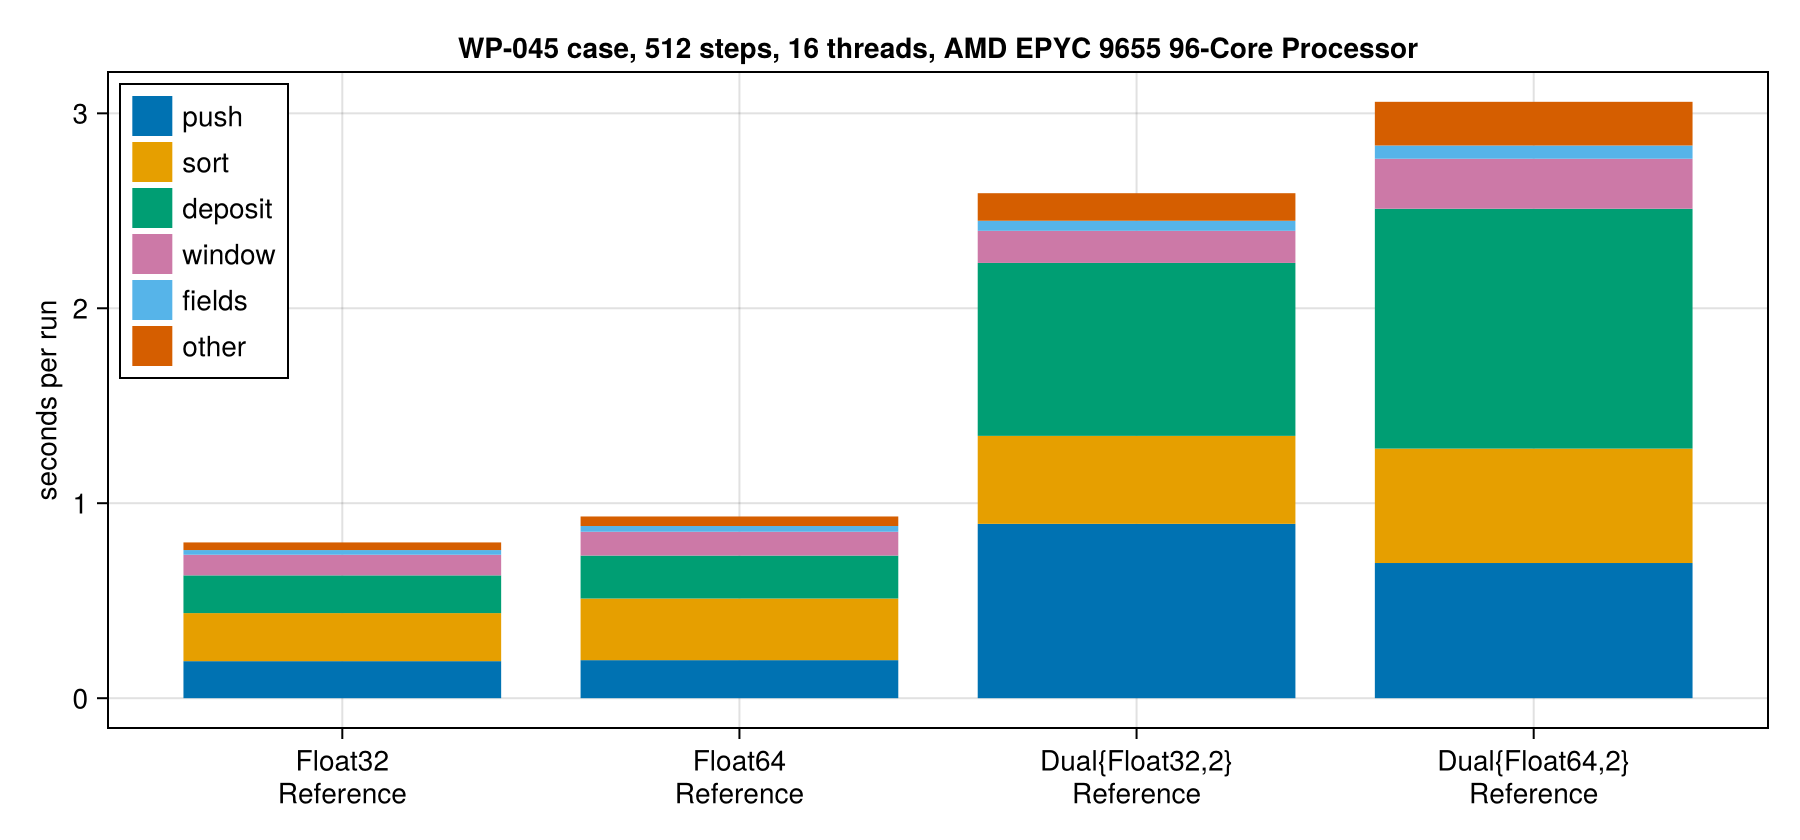 WP-045 case, 512 steps, 16 threads, AMD EPYC 9655 96-Core Processor
push
sort
deposit
window
fields
other
seconds per run
3
2
1
0
Float32
Reference
Float64
Reference
Dual{Float32,2}
Reference
Dual{Float64,2}
Reference